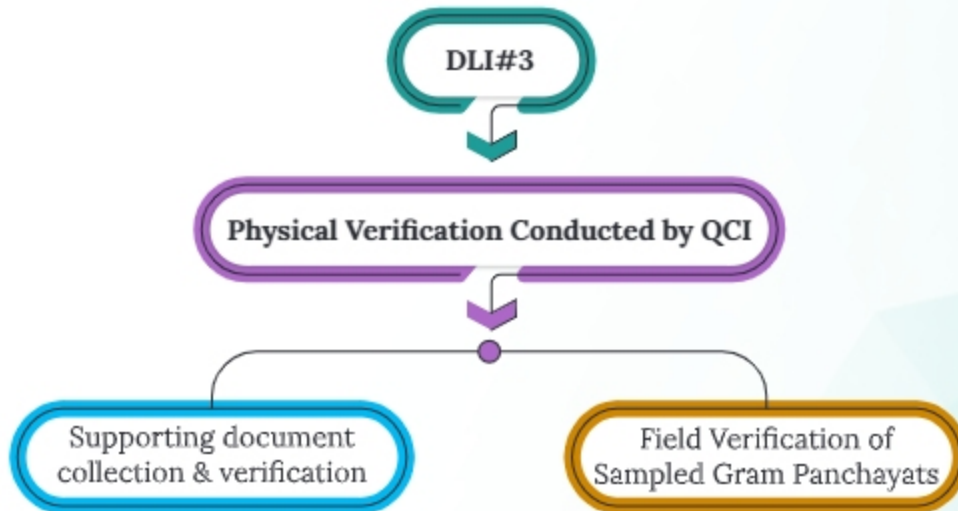 DLI#3
Physical Verification Conducted by QCI
Supporting document
collection & verification
Field Verification of
Sampled Gram Panchayats